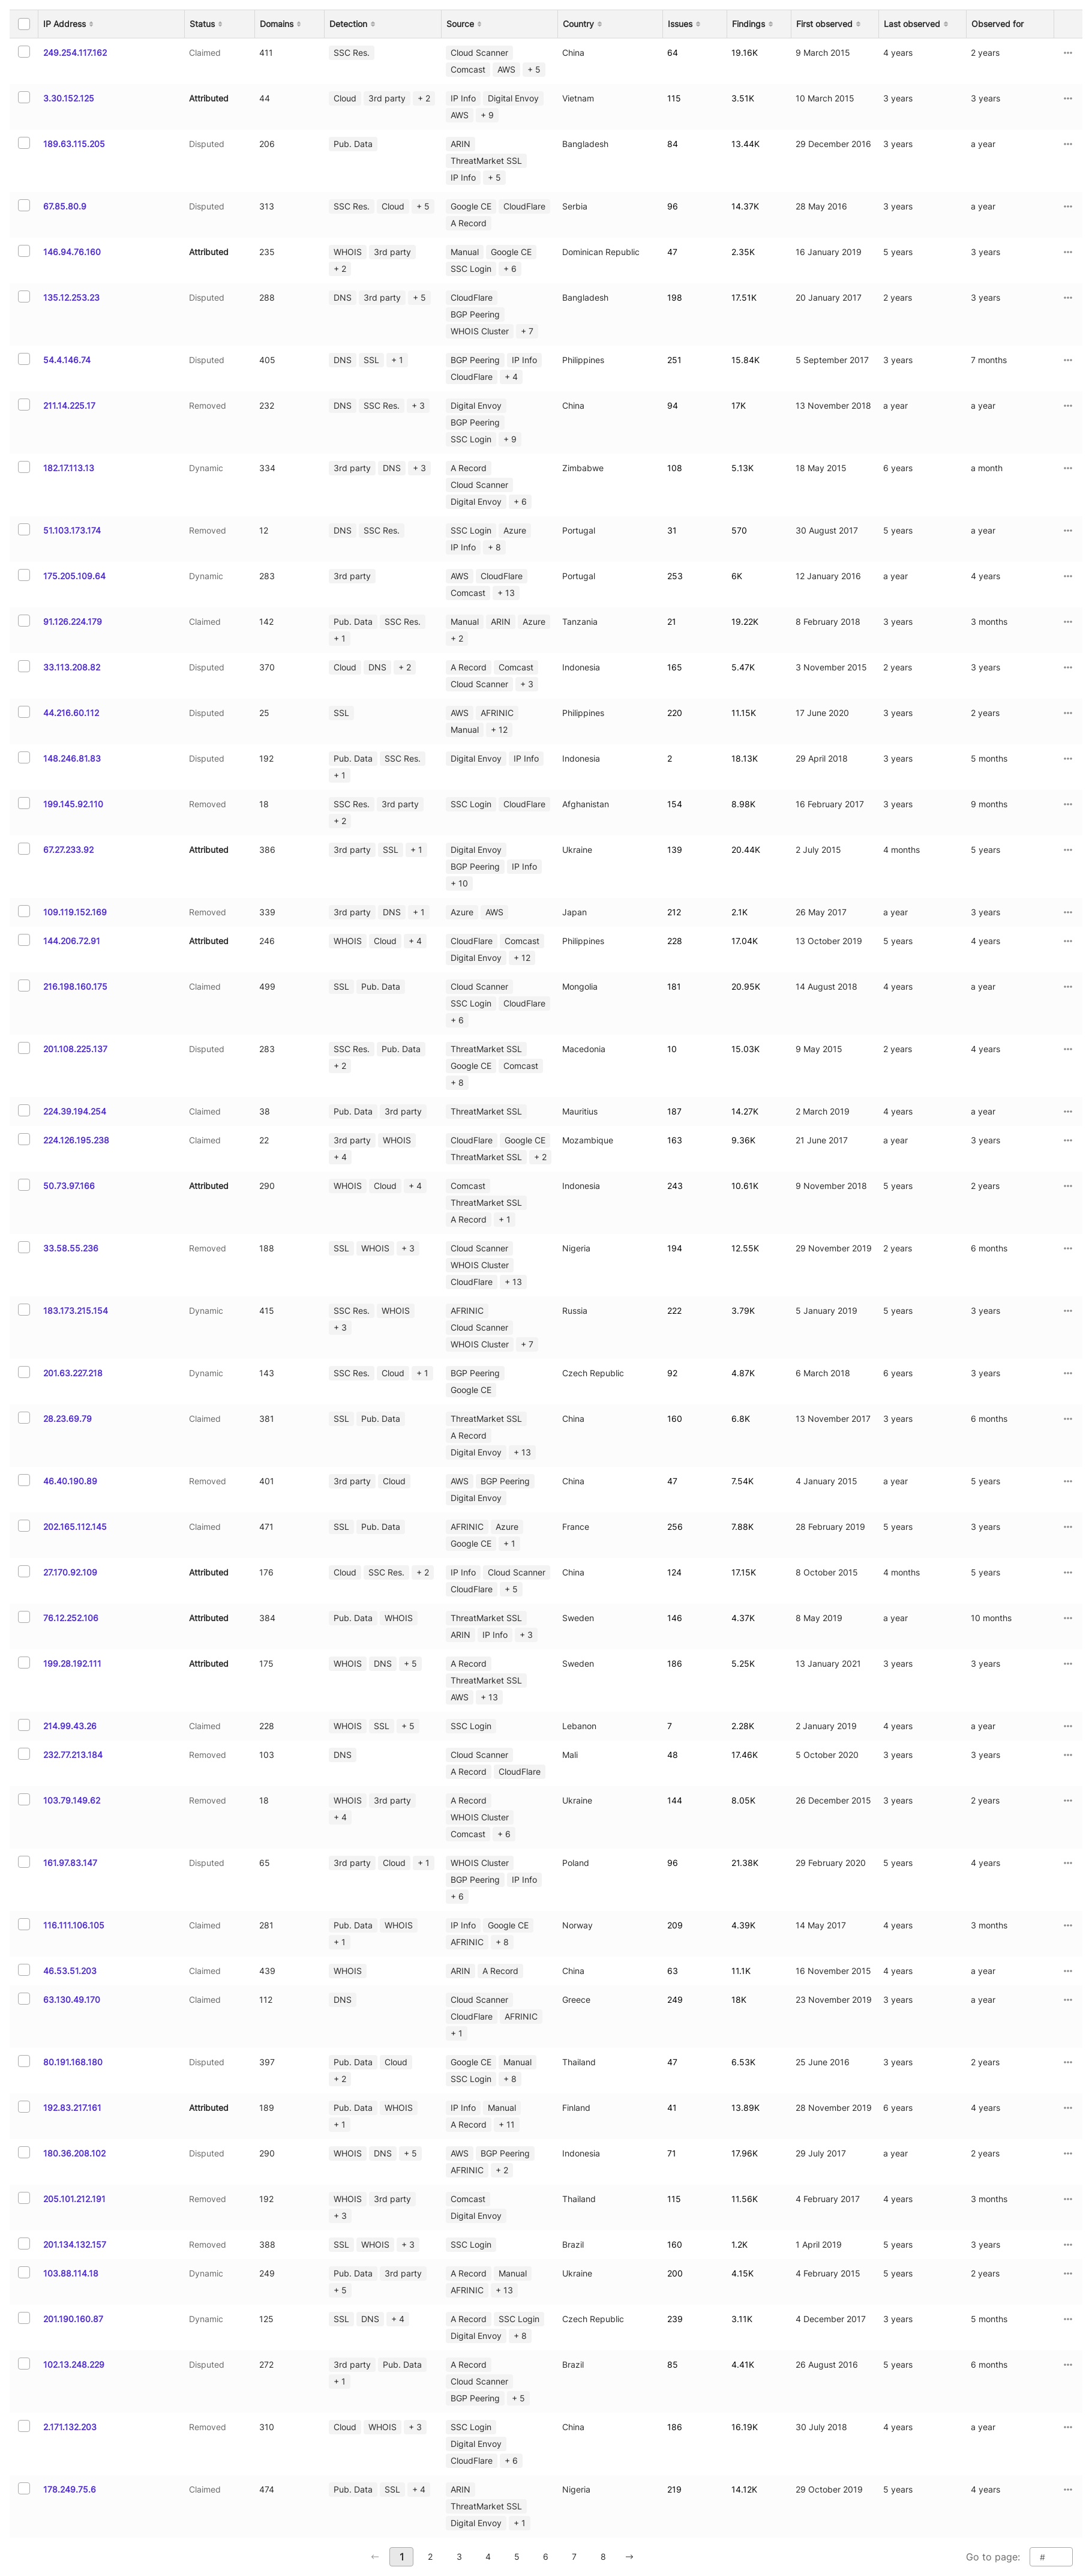 IP Address Status Domains Detection Source Country Issues Findings First observed Last observed Observed for
249.254.117.162 Claimed 411 SSC Res. Cloud Scanner China 64 19.16K 9 March 2015 4 years 2 years
Comcast AWS + 5
3.30.152.125 Attributed 44 Cloud 3rd party + 2 IP Info Digital Envoy Vietnam 115 3.51K 10 March 2015 3 years 3 years
AWS + 9
189.63.115.205 Disputed 206 Pub. Data ARIN Bangladesh 84 13.44K 29 December 2016 3 years a year
ThreatMarket SSL
IP Info + 5
67.85.80.9 Disputed 313 SSC Res. Cloud + 5 Google CE CloudFlare Serbia 96 14.37K 28 May 2016 3 years a year
A Record
146.94.76.160 Attributed 235 WHOIS 3rd party Manual Google CE Dominican Republic 47 2.35K 16 January 2019 5 years 3 years
+ 2 SSC Login + 6
135.12.253.23 Disputed 288 DNS 3rd party + 5 CloudFlare Bangladesh 198 17.51K 20 January 2017 2 years 3 years
BGP Peering
WHOIS Cluster + 7
54.4.146.74 Disputed 405 DNS SSL + 1 BGP Peering IP Info Philippines 251 15.84K 5 September 2017 3 years 7 months
CloudFlare + 4
211.14.225.17 Removed 232 DNS SSC Res. + 3 Digital Envoy China 94 17K 13 November 2018 a year a year
BGP Peering
SSC Login + 9
182.17.113.13 Dynamic 334 3rd party DNS + 3 A Record Zimbabwe 108 5.13K 18 May 2015 6 years a month
Cloud Scanner
Digital Envoy + 6
51.103.173.174 Removed 12 DNS SSC Res. SSC Login Azure Portugal 31 570 30 August 2017 5 years a year
IP Info + 8
175.205.109.64 Dynamic 283 3rd party AWS CloudFlare Portugal 253 6K 12 January 2016 a year 4 years
Comcast + 13
91.126.224.179 Claimed 142 Pub. Data SSC Res. Manual ARIN Azure Tanzania 21 19.22K 8 February 2018 3 years 3 months
+ 1 + 2
33.113.208.82 Disputed 370 Cloud DNS + 2 A Record Comcast Indonesia 165 5.47K 3 November 2015 2 years 3 years
Cloud Scanner + 3
44.216.60.112 Disputed 25 SSL AWS AFRINIC Philippines 220 11.15K 17 June 2020 3 years 2 years
Manual + 12
148.246.81.83 Disputed 192 Pub. Data SSC Res. Digital Envoy IP Info Indonesia 2 18.13K 29 April 2018 3 years 5 months
+ 1
199.145.92.110 Removed 18 SSC Res. 3rd party SSC Login CloudFlare Afghanistan 154 8.98K 16 February 2017 3 years 9 months
+ 2
67.27.233.92 Attributed 386 3rd party SSL + 1 Digital Envoy Ukraine 139 20.44K 2 July 2015 4 months 5 years
BGP Peering IP Info
+ 10
109.119.152.169 Removed 339 3rd party DNS + 1 Azure AWS Japan 212 2.1K 26 May 2017 a year 3 years
144.206.72.91 Attributed 246 WHOIS Cloud + 4 CloudFlare Comcast Philippines 228 17.04K 13 October 2019 5 years 4 years
Digital Envoy + 12
216.198.160.175 Claimed 499 SSL Pub. Data Cloud Scanner Mongolia 181 20.95K 14 August 2018 4 years a year
SSC Login CloudFlare
+ 6
201.108.225.137 Disputed 283 SSC Res. Pub. Data ThreatMarket SSL Macedonia 10 15.03K 9 May 2015 2 years 4 years
+ 2 Google CE Comcast
+ 8
224.39.194.254 Claimed 38 Pub. Data 3rd party ThreatMarket SSL Mauritius 187 14.27K 2 March 2019 4 years a year
224.126.195.238 Claimed 22 3rd party WHOIS CloudFlare Google CE Mozambique 163 9.36K 21 June 2017 a year 3 years
+ 4 ThreatMarket SSL + 2
50.73.97.166 Attributed 290 WHOIS Cloud + 4 Comcast Indonesia 243 10.61K 9 November 2018 5 years 2 years
ThreatMarket SSL
A Record + 1
33.58.55.236 Removed 188 SSL WHOIS + 3 Cloud Scanner Nigeria 194 12.55K 29 November 2019 2 years 6 months
WHOIS Cluster
CloudFlare + 13
183.173.215.154 Dynamic 415 SSC Res. WHOIS AFRINIC Russia 222 3.79K 5 January 2019 5 years 3 years
+ 3 Cloud Scanner
WHOIS Cluster + 7
201.63.227.218 Dynamic 143 SSC Res. Cloud + 1 BGP Peering Czech Republic 92 4.87K 6 March 2018 6 years 3 years
Google CE
28.23.69.79 Claimed 381 SSL Pub. Data ThreatMarket SSL China 160 6.8K 13 November 2017 3 years 6 months
A Record
Digital Envoy + 13
46.40.190.89 Removed 401 3rd party Cloud AWS BGP Peering China 47 7.54K 4 January 2015 a year 5 years
Digital Envoy
202.165.112.145 Claimed 471 SSL Pub. Data AFRINIC Azure France 256 7.88K 28 February 2019 5 years 3 years
Google CE + 1
27.170.92.109 Attributed 176 Cloud SSC Res. + 2 IP Info Cloud Scanner China 124 17.15K 8 October 2015 4 months 5 years
CloudFlare + 5
76.12.252.106 Attributed 384 Pub. Data WHOIS ThreatMarket SSL Sweden 146 4.37K 8 May 2019 a year 10 months
ARIN IP Info + 3
199.28.192.111 Attributed 175 WHOIS DNS + 5 A Record Sweden 186 5.25K 13 January 2021 3 years 3 years
ThreatMarket SSL
AWS + 13
214.99.43.26 Claimed 228 WHOIS SSL + 5 SSC Login Lebanon 7 2.28K 2 January 2019 4 years a year
232.77.213.184 Removed 103 DNS Cloud Scanner Mali 48 17.46K 5 October 2020 3 years 3 years
A Record CloudFlare
103.79.149.62 Removed 18 WHOIS 3rd party A Record Ukraine 144 8.05K 26 December 2015 3 years 2 years
+ 4 WHOIS Cluster
Comcast + 6
161.97.83.147 Disputed 65 3rd party Cloud + 1 WHOIS Cluster Poland 96 21.38K 29 February 2020 5 years 4 years
BGP Peering IP Info
+ 6
116.111.106.105 Claimed 281 Pub. Data WHOIS IP Info Google CE Norway 209 4.39K 14 May 2017 4 years 3 months
+ 1 AFRINIC + 8
46.53.51.203 Claimed 439 WHOIS ARIN A Record China 63 11.1K 16 November 2015 4 years a year
63.130.49.170 Claimed 112 DNS Cloud Scanner Greece 249 18K 23 November 2019 3 years a year
CloudFlare AFRINIC
+ 1
80.191.168.180 Disputed 397 Pub. Data Cloud Google CE Manual Thailand 47 6.53K 25 June 2016 3 years 2 years
+ 2 SSC Login + 8
192.83.217.161 Attributed 189 Pub. Data WHOIS IP Info Manual Finland 41 13.89K 28 November 2019 6 years 4 years
+ 1 A Record + 11
180.36.208.102 Disputed 290 WHOIS DNS + 5 AWS BGP Peering Indonesia 71 17.96K 29 July 2017 a year 2 years
AFRINIC + 2
205.101.212.191 Removed 192 WHOIS 3rd party Comcast Thailand 115 11.56K 4 February 2017 4 years 3 months
+ 3 Digital Envoy
201.134.132.157 Removed 388 SSL WHOIS + 3 SSC Login Brazil 160 1.2K 1 April 2019 5 years 3 years
103.88.114.18 Dynamic 249 Pub. Data 3rd party A Record Manual Ukraine 200 4.15K 4 February 2015 5 years 2 years
+ 5 AFRINIC + 13
201.190.160.87 Dynamic 125 SSL DNS + 4 A Record SSC Login Czech Republic 239 3.11K 4 December 2017 3 years 5 months
Digital Envoy + 8
102.13.248.229 Disputed 272 3rd party Pub. Data A Record Brazil 85 4.41K 26 August 2016 5 years 6 months
+ 1 Cloud Scanner
BGP Peering + 5
2.171.132.203 Removed 310 Cloud WHOIS + 3 SSC Login China 186 16.19K 30 July 2018 4 years a year
Digital Envoy
CloudFlare + 6
178.249.75.6 Claimed 474 Pub. Data SSL + 4 ARIN Nigeria 219 14.12K 29 October 2019 5 years 4 years
ThreatMarket SSL
Digital Envoy + 1
← 1 2 3 4 5 6 7 8 → Go to page: #